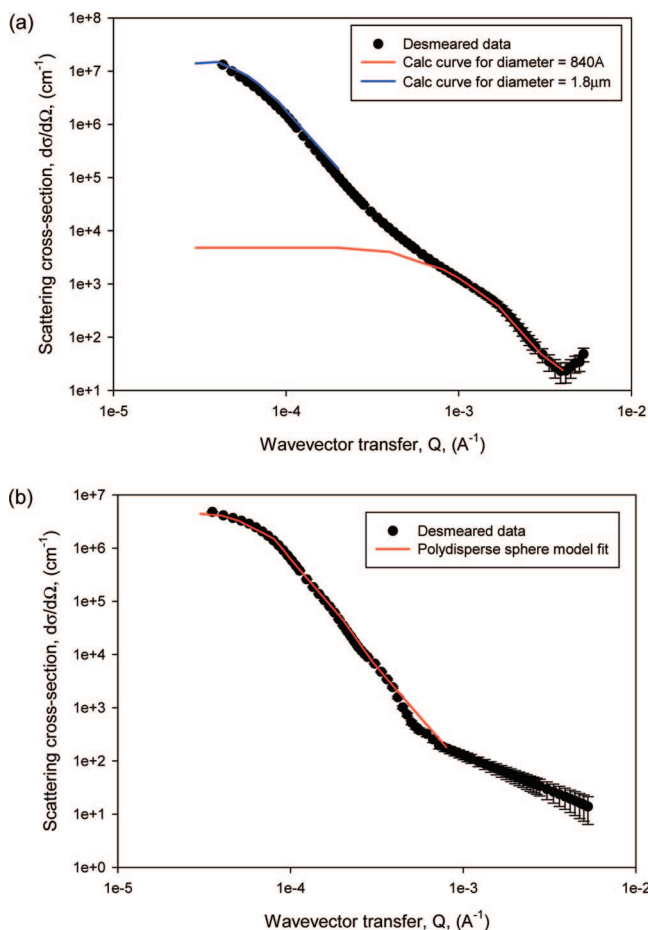 (a)
1e+8
1e+7
1e+6
1e+5
1e+4
1e+3
1e+2
1e+1
Scattering cross-section, dσ/dΩ, (cm⁻¹)
Desmeared data
Calc curve for diameter = 840A
Calc curve for diameter = 1.8μm
1e-5 1e-4 1e-3 1e-2
Wavevector transfer, Q, (A⁻¹)
(b)
1e+7
1e+6
1e+5
1e+4
1e+3
1e+2
1e+1
1e+0
Scattering cross-section, dσ/dΩ, (cm⁻¹)
Desmeared data
Polydisperse sphere model fit
1e-5 1e-4 1e-3 1e-2
Wavevector transfer, Q, (A⁻¹)